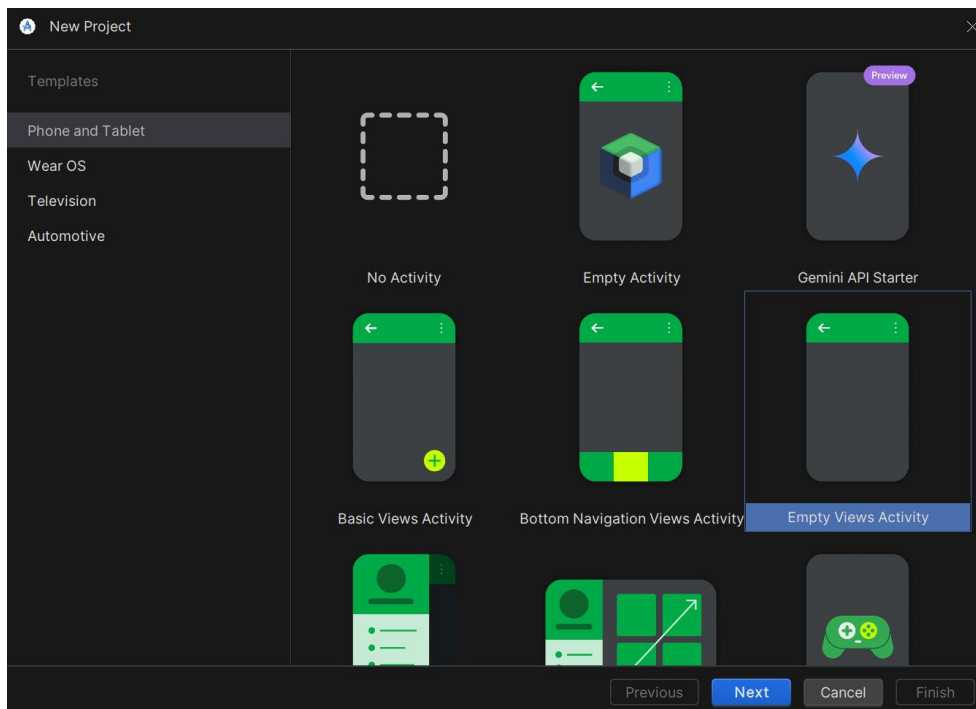 New Project
Templates
Phone and Tablet
Wear OS
Television
Automotive
Preview
No Activity
Empty Activity
Gemini API Starter
Basic Views Activity
Bottom Navigation Views Activity
Empty Views Activity
Previous
Next
Cancel
Finish